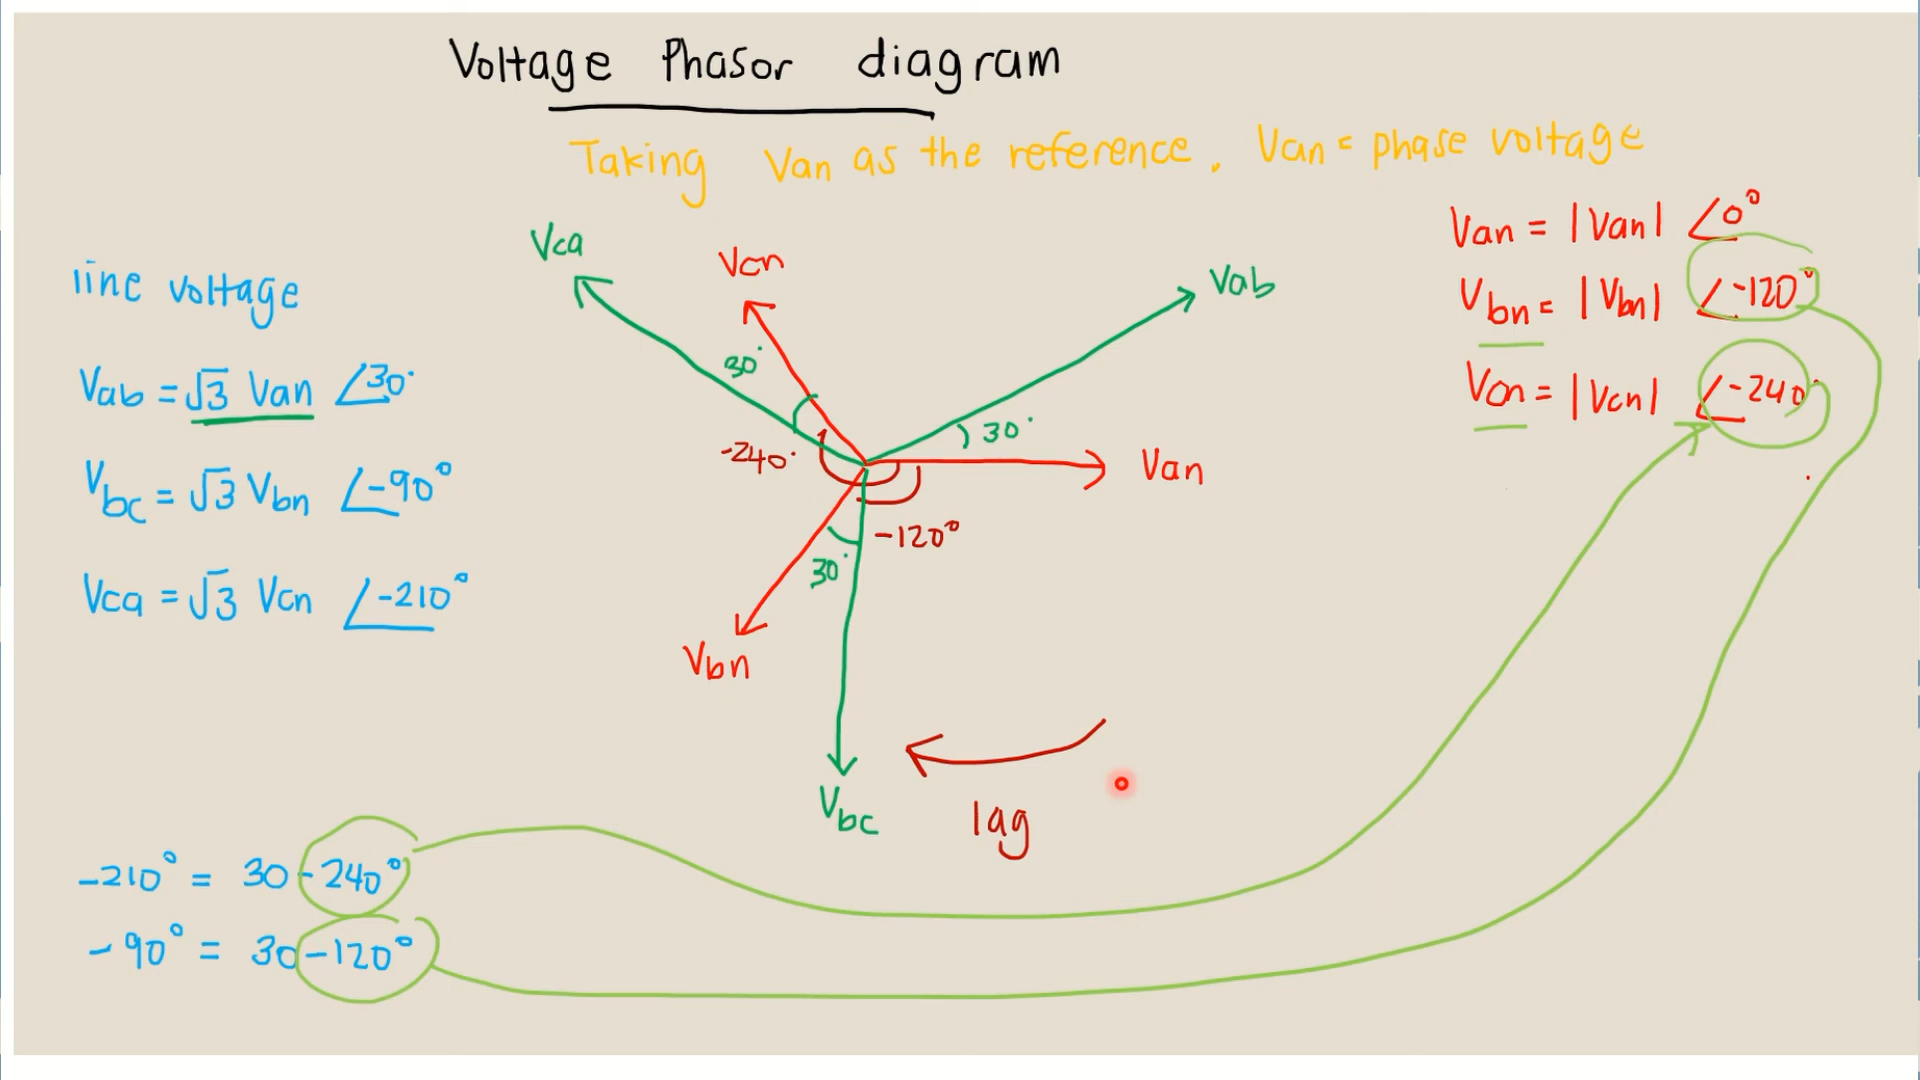 Voltage Phasor diagram
Taking Van as the reference. Van = phase voltage
Van = |Van| ∠0°
Vbn = |Vbn| ∠-120°
Vcn = |Vcn| ∠-240°
line voltage
Vab = √3 Van ∠30°
Vbc = √3 Vbn ∠-90°
Vca = √3 Vcn ∠-210°
Vca
Vcn
Vab
30°
30°
-240°
Van
-120°
30°
Vbn
Vbc
lag
-210° = 30 -240°
-90° = 30 -120°